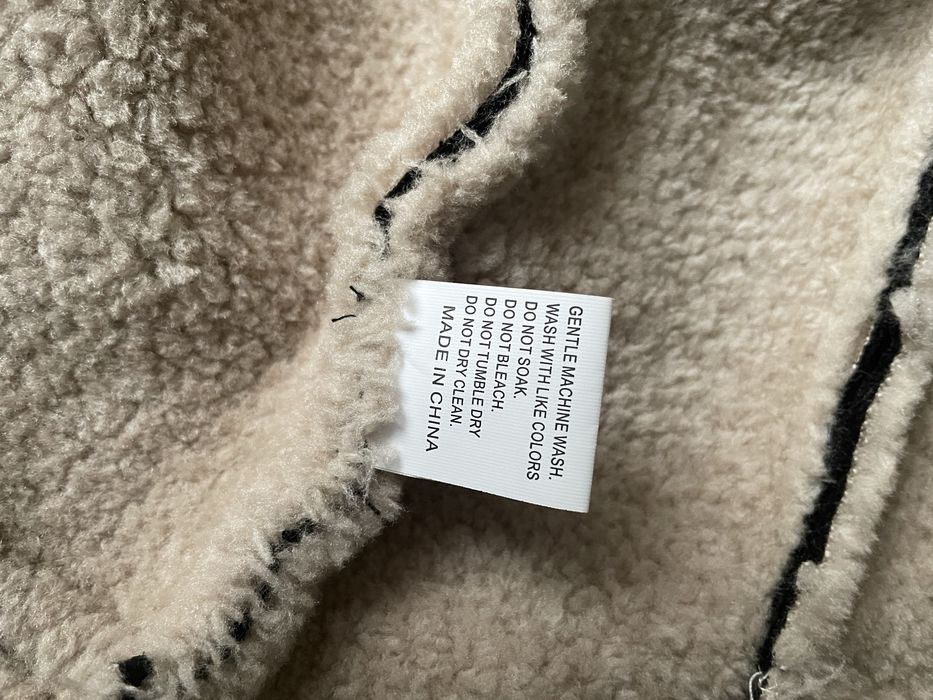 GENTLE MACHINE WASH.
WASH WITH LIKE COLORS
DO NOT SOAK.
DO NOT BLEACH.
DO NOT TUMBLE DRY
DO NOT DRY CLEAN.
MADE IN CHINA